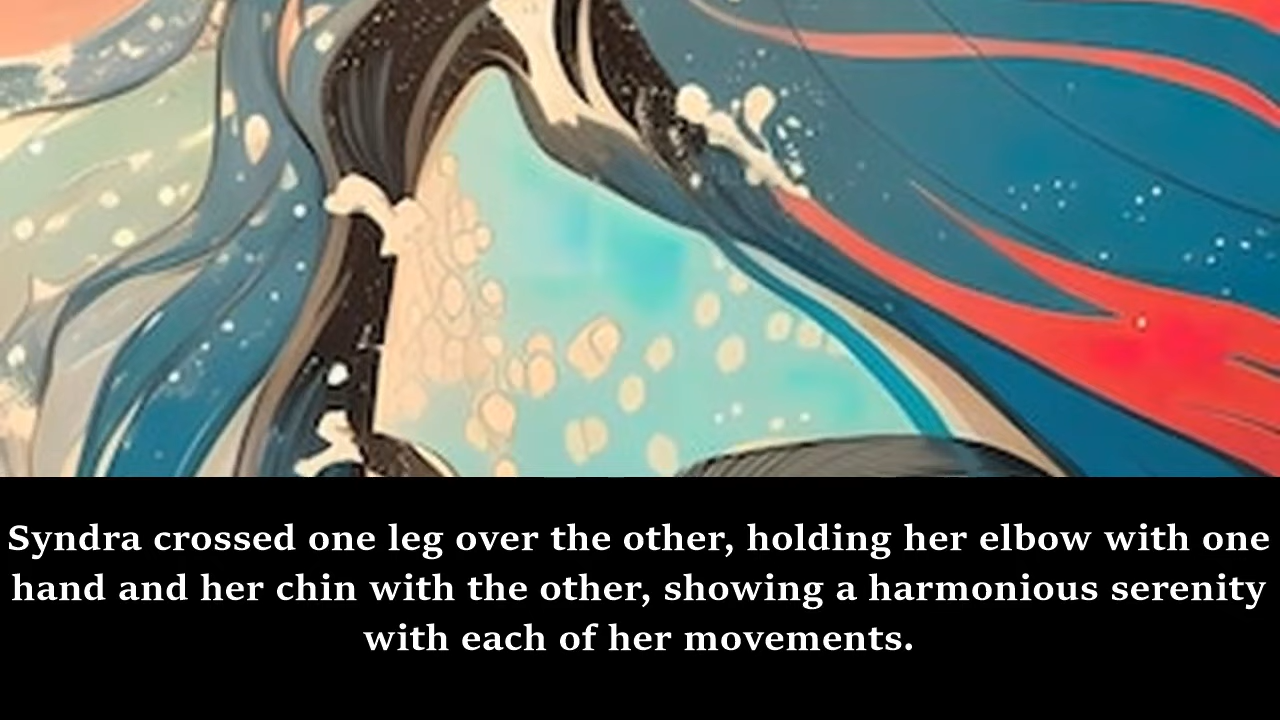 Syndra crossed one leg over the other, holding her elbow with one
hand and her chin with the other, showing a harmonious serenity
with each of her movements.